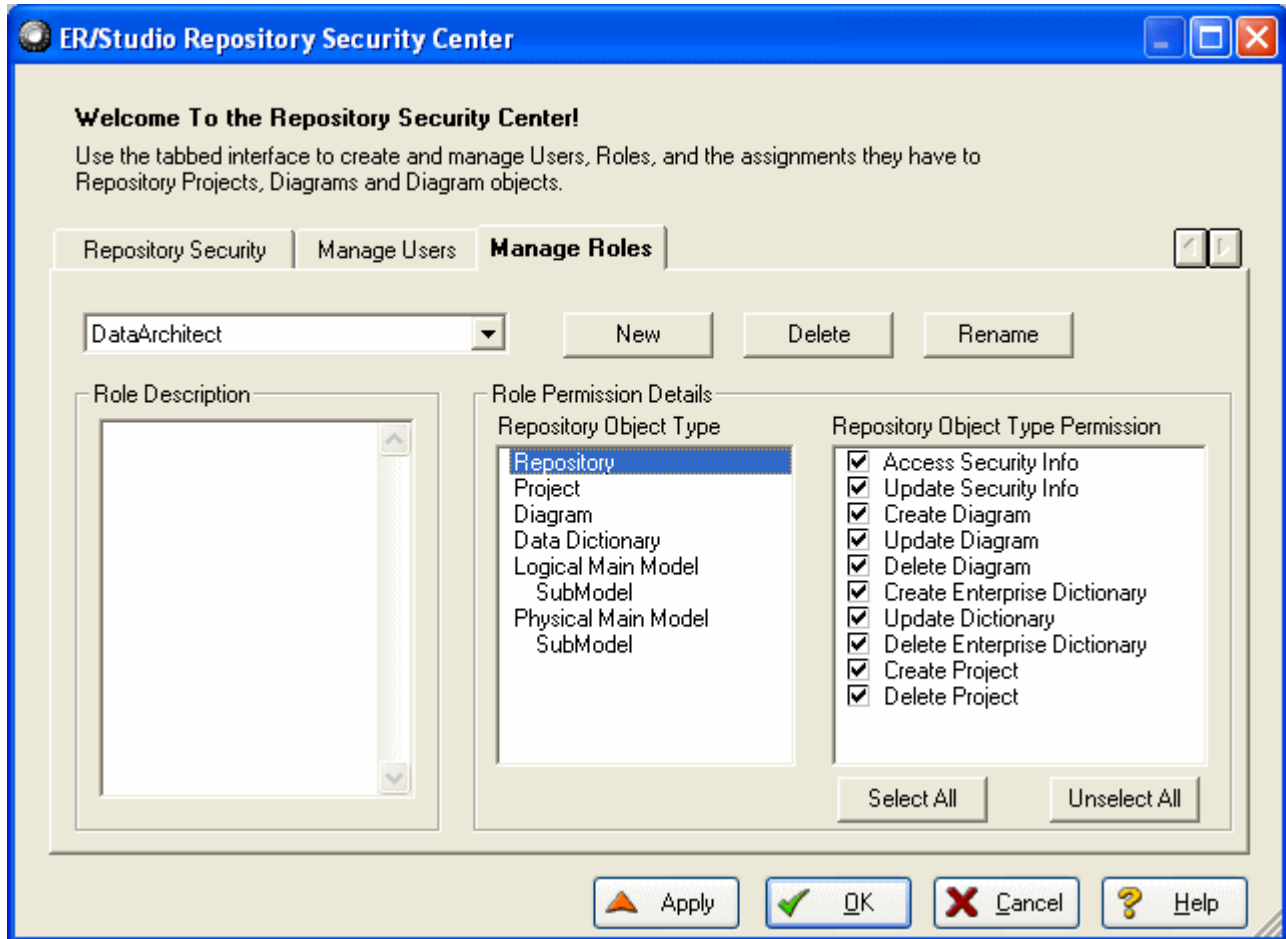 ER/Studio Repository Security Center
Welcome To the Repository Security Center!
Use the tabbed interface to create and manage Users, Roles, and the assignments they have to
Repository Projects, Diagrams and Diagram objects.
Repository Security Manage Users Manage Roles
DataArchitect New Delete Rename
Role Description
Role Permission Details
Repository Object Type
Repository
Project
Diagram
Data Dictionary
Logical Main Model
SubModel
Physical Main Model
SubModel
Repository Object Type Permission
Access Security Info
Update Security Info
Create Diagram
Update Diagram
Delete Diagram
Create Enterprise Dictionary
Update Dictionary
Delete Enterprise Dictionary
Create Project
Delete Project
Select All Unselect All
Apply OK Cancel Help